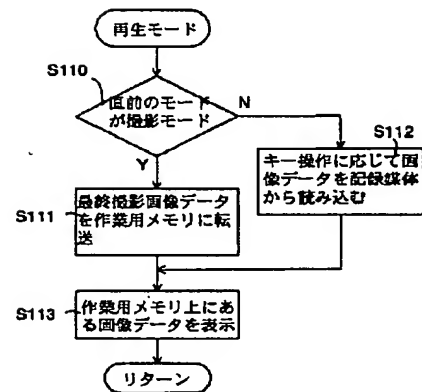 再生モード
S110
直前のモード
が撮影モード
N
Y
S112
キー操作に応じて画
像データを記録媒体
から読み込む
S111
最終撮影画像データ
を作業用メモリに転
送
S113
作業用メモリ上にあ
る画像データを表示
リターン